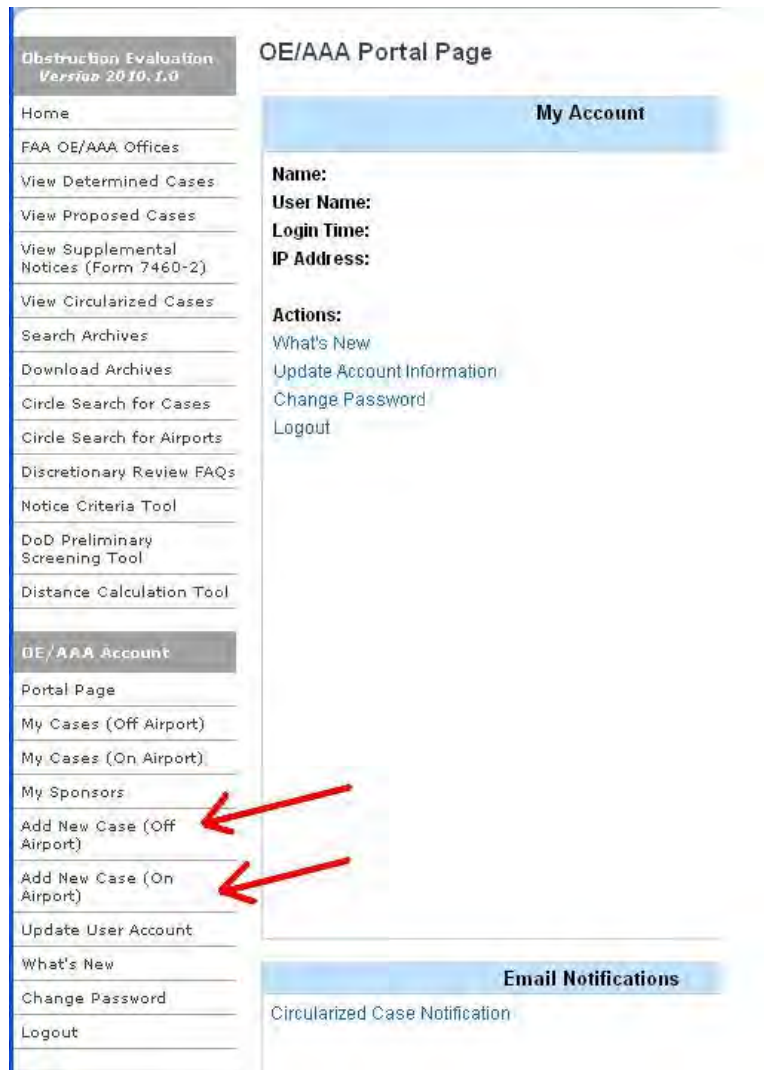 Obstruction Evaluation
Version 2010.1.0
Home
FAA OE/AAA Offices
View Determined Cases
View Proposed Cases
View Supplemental
Notices (Form 7460-2)
View Circularized Cases
Search Archives
Download Archives
Circle Search for Cases
Circle Search for Airports
Discretionary Review FAQs
Notice Criteria Tool
DoD Preliminary
Screening Tool
Distance Calculation Tool
OE/AAA Account
Portal Page
My Cases (Off Airport)
My Cases (On Airport)
My Sponsors
Add New Case (Off
Airport)
Add New Case (On
Airport)
Update User Account
What's New
Change Password
Logout
OE/AAA Portal Page
My Account
Name:
User Name:
Login Time:
IP Address:
Actions:
What's New
Update Account Information
Change Password
Logout
Email Notifications
Circularized Case Notification